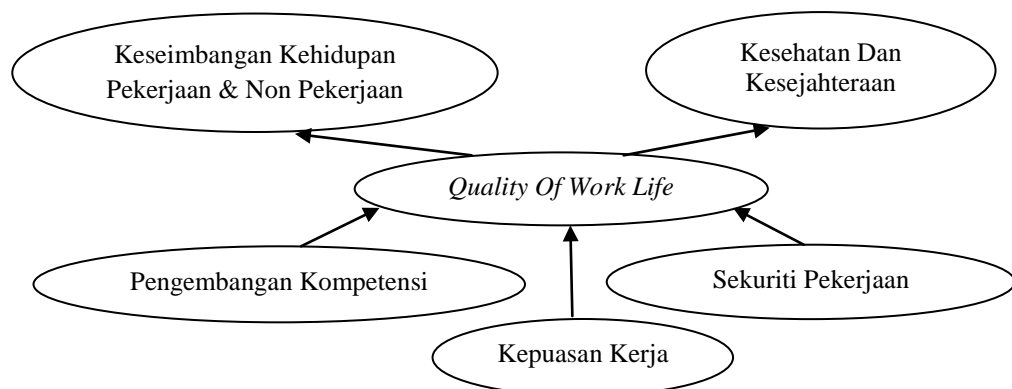 Keseimbangan Kehidupan
Pekerjaan & Non Pekerjaan
Kesehatan Dan
Kesejahteraan
Quality Of Work Life
Pengembangan Kompetensi
Sekuriti Pekerjaan
Kepuasan Kerja